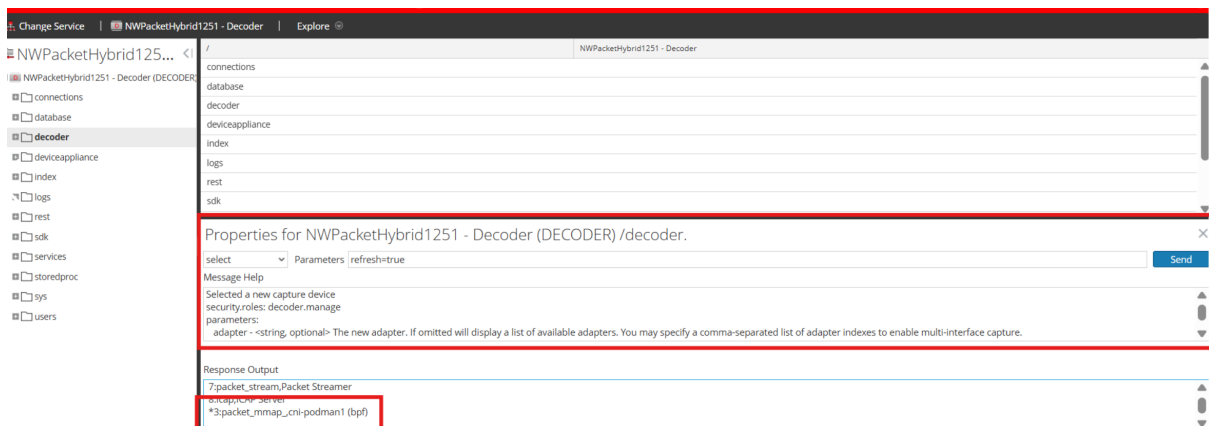 Change Service | NWPacketHybrid1251 - Decoder | Explore
NWPacketHybrid125...
NWPacketHybrid1251 - Decoder (DECODER)
connections
database
decoder
deviceappliance
index
logs
rest
sdk
services
storedproc
sys
users
/ NWPacketHybrid1251 - Decoder
connections
database
decoder
deviceappliance
index
logs
rest
sdk
Properties for NWPacketHybrid1251 - Decoder (DECODER) /decoder.
select Parameters refresh=true Send
Message Help
Selected a new capture device
security.roles: decoder.manage
parameters:
adapter - <string, optional> The new adapter. If omitted will display a list of available adapters. You may specify a comma-separated list of adapter indexes to enable multi-interface capture.
Response Output
7:packet_stream,Packet Streamer
8:icap,ICAP Server
*3:packet_mmap_,cni-podman1 (bpf)